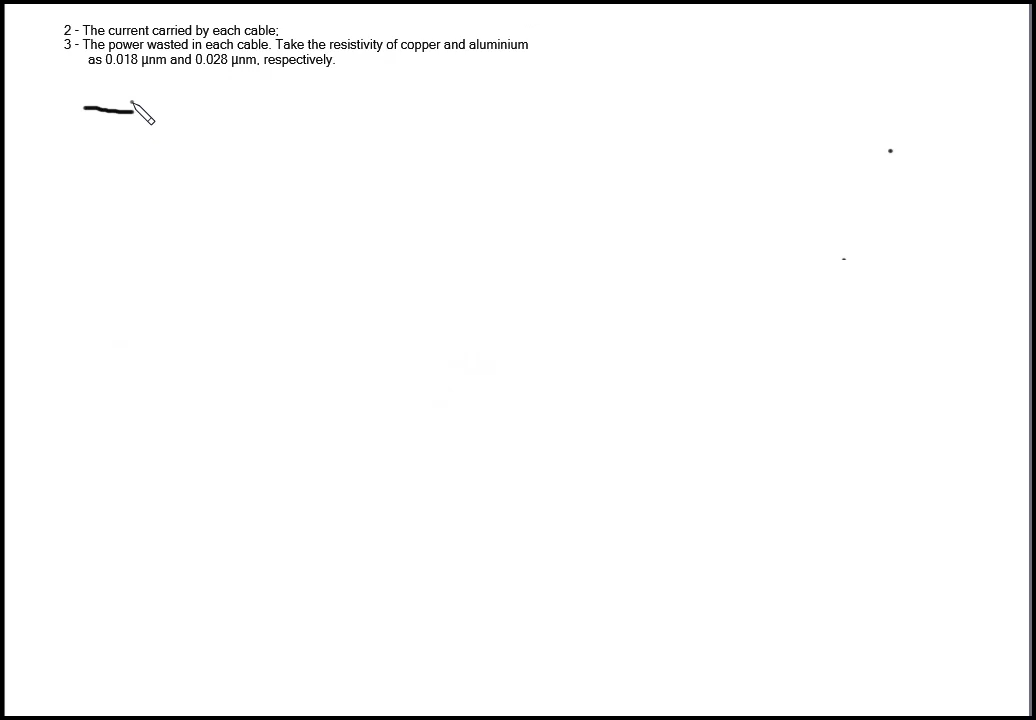 2 - The current carried by each cable;
3 - The power wasted in each cable. Take the resistivity of copper and aluminium
as 0.018 µnm and 0.028 µnm, respectively.